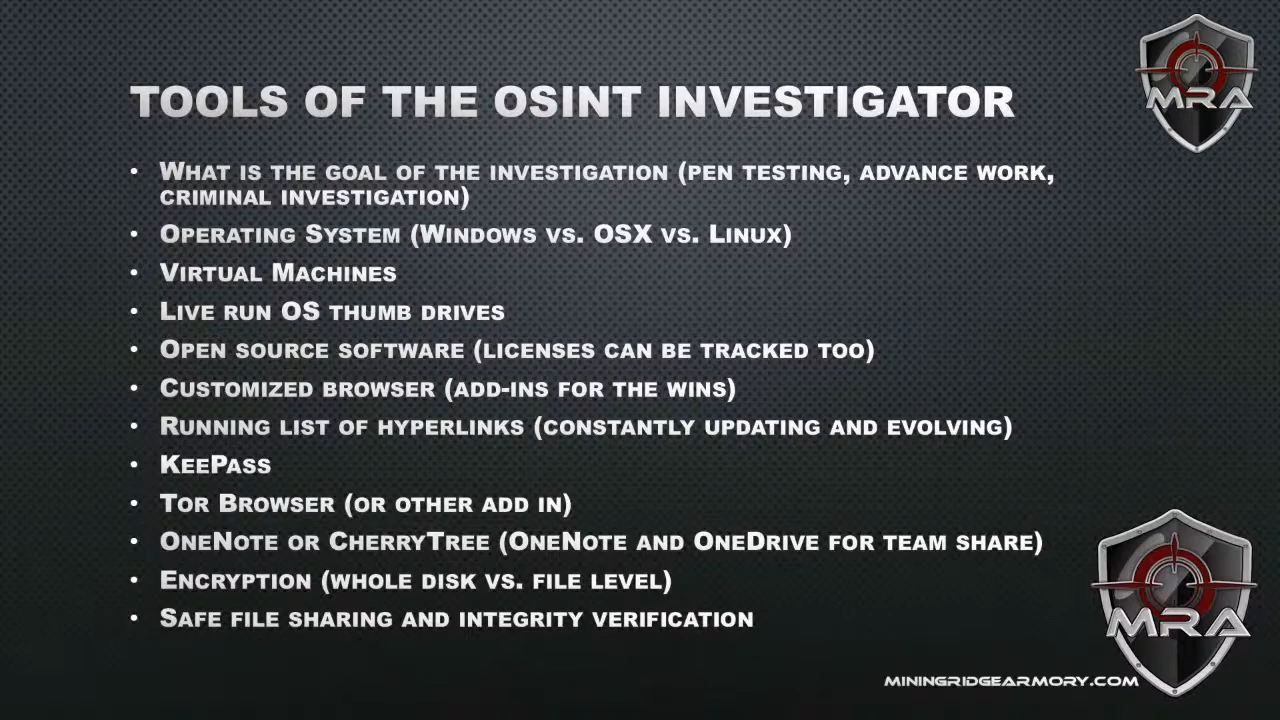 MRA
TOOLS OF THE OSINT INVESTIGATOR
• WHAT IS THE GOAL OF THE INVESTIGATION (PEN TESTING, ADVANCE WORK,
CRIMINAL INVESTIGATION)
• OPERATING SYSTEM (WINDOWS VS. OSX VS. LINUX)
• VIRTUAL MACHINES
• LIVE RUN OS THUMB DRIVES
• OPEN SOURCE SOFTWARE (LICENSES CAN BE TRACKED TOO)
• CUSTOMIZED BROWSER (ADD-INS FOR THE WINS)
• RUNNING LIST OF HYPERLINKS (CONSTANTLY UPDATING AND EVOLVING)
• KEEPASS
• TOR BROWSER (OR OTHER ADD IN)
• ONENOTE OR CHERRYTREE (ONENOTE AND ONEDRIVE FOR TEAM SHARE)
• ENCRYPTION (WHOLE DISK VS. FILE LEVEL)
• SAFE FILE SHARING AND INTEGRITY VERIFICATION
MRA
MININGRIDGEARMORY.COM